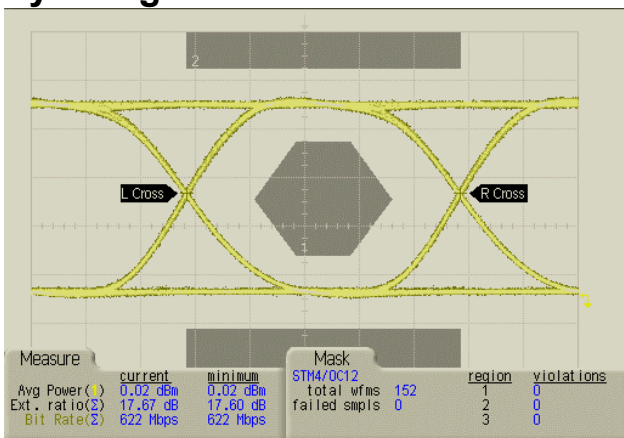 2
L Cross
R Cross
1
1
Measure
current minimum
Avg Power(1) 0.02 dBm 0.02 dBm
Ext. ratio(Σ) 17.67 dB 17.60 dB
Bit Rate(Σ) 622 Mbps 622 Mbps
Mask
STM4/OC12
total wfms 152
failed smpls 0
region violations
1 0
2 0
3 0